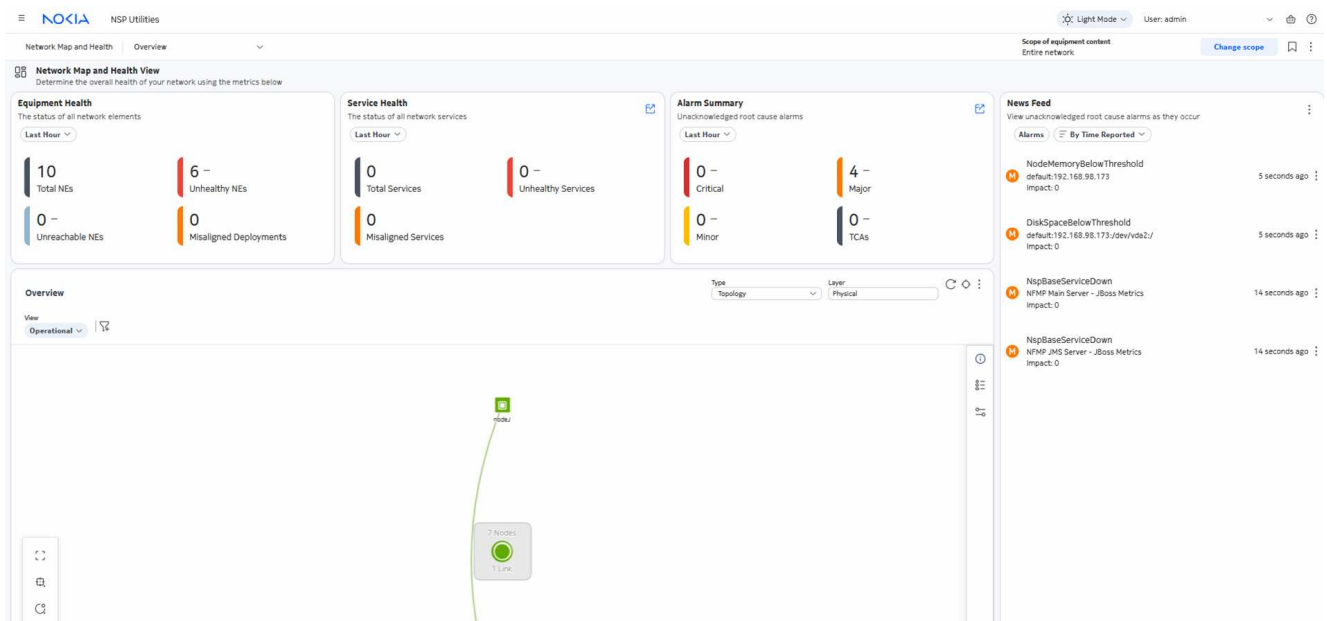 NOKIA NSP Utilities Light Mode User: admin
Network Map and Health Overview Scope of equipment content
Entire network Change scope
Network Map and Health View
Determine the overall health of your network using the metrics below
Equipment Health
The status of all network elements
Last Hour
10
Total NEs
6 –
Unhealthy NEs
0 –
Unreachable NEs
0
Misaligned Deployments
Service Health
The status of all network services
Last Hour
0
Total Services
0 –
Unhealthy Services
0
Misaligned Services
Alarm Summary
Unacknowledged root cause alarms
Last Hour
0 –
Critical
4 –
Major
0 –
Minor
0 –
TCAs
News Feed
View unacknowledged root cause alarms as they occur
Alarms By Time Reported
NodeMemoryBelowThreshold
M default:192.168.98.173 5 seconds ago
Impact: 0
DiskSpaceBelowThreshold
M default:192.168.98.173:/dev/vda2:/ 5 seconds ago
Impact: 0
NspBaseServiceDown
M NFMP Main Server - JBoss Metrics 14 seconds ago
Impact: 0
NspBaseServiceDown
M NFMP JMS Server - JBoss Metrics 14 seconds ago
Impact: 0
Overview
Type
Topology
Layer
Physical
View
Operational
7 Nodes
1 Link